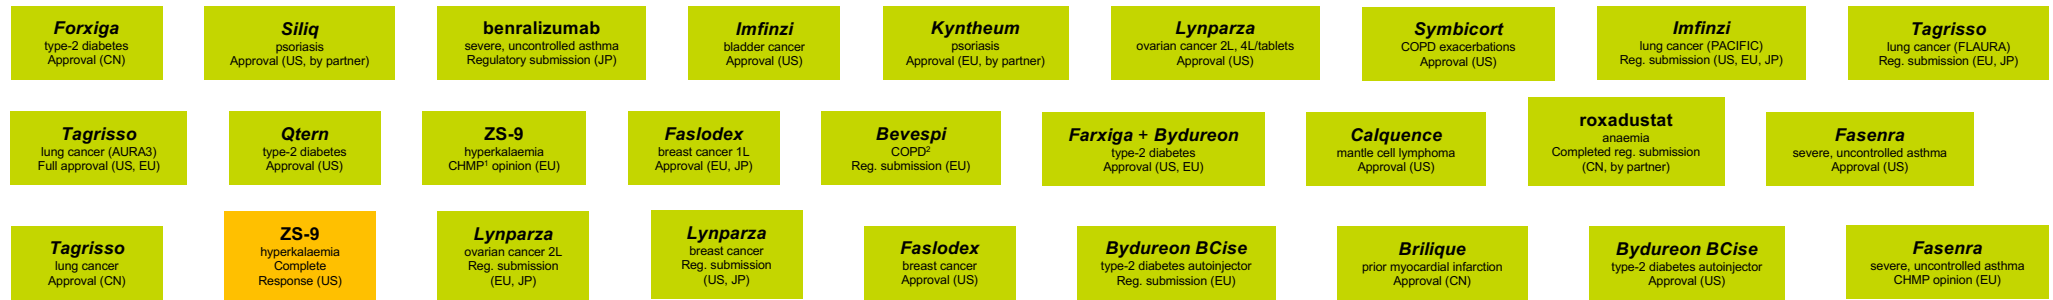 Forxiga
type-2 diabetes
Approval (CN)
Siliq
psoriasis
Approval (US, by partner)
benralizumab
severe, uncontrolled asthma
Regulatory submission (JP)
Imfinzi
bladder cancer
Approval (US)
Kyntheum
psoriasis
Approval (EU, by partner)
Lynparza
ovarian cancer 2L, 4L/tablets
Approval (US)
Symbicort
COPD exacerbations
Approval (US)
Imfinzi
lung cancer (PACIFIC)
Reg. submission (US, EU, JP)
Tagrisso
lung cancer (FLAURA)
Reg. submission (EU, JP)
Tagrisso
lung cancer (AURA3)
Full approval (US, EU)
Qtern
type-2 diabetes
Approval (US)
ZS-9
hyperkalaemia
CHMP¹ opinion (EU)
Faslodex
breast cancer 1L
Approval (EU, JP)
Bevespi
COPD²
Reg. submission (EU)
Farxiga + Bydureon
type-2 diabetes
Approval (US, EU)
Calquence
mantle cell lymphoma
Approval (US)
roxadustat
anaemia
Completed reg. submission
(CN, by partner)
Fasenra
severe, uncontrolled asthma
Approval (US)
Tagrisso
lung cancer
Approval (CN)
ZS-9
hyperkalaemia
Complete
Response (US)
Lynparza
ovarian cancer 2L
Reg. submission
(EU, JP)
Lynparza
breast cancer
Reg. submission
(US, JP)
Faslodex
breast cancer
Approval (US)
Bydureon BCise
type-2 diabetes autoinjector
Reg. submission (EU)
Brilique
prior myocardial infarction
Approval (CN)
Bydureon BCise
type-2 diabetes autoinjector
Approval (US)
Fasenra
severe, uncontrolled asthma
CHMP opinion (EU)